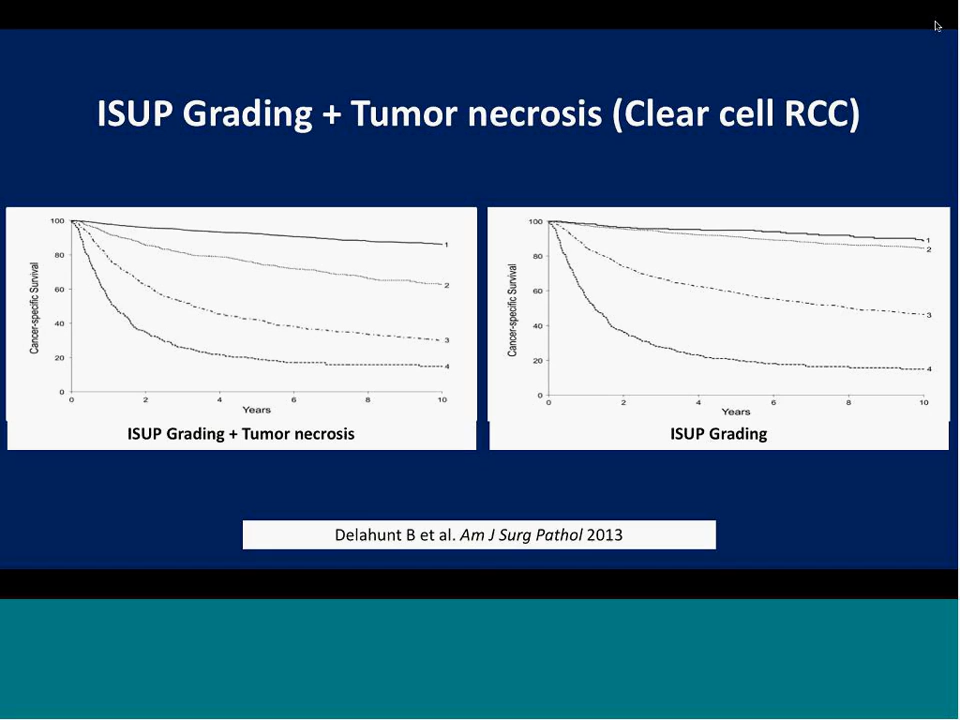 ISUP Grading + Tumor necrosis (Clear cell RCC)
Cancer-specific Survival
100
80
60
40
20
0
1
2
3
4
0 2 4 6 8 10
Years
ISUP Grading + Tumor necrosis
Cancer-specific Survival
100
80
60
40
20
0
1
2
3
4
0 2 4 6 8 10
Years
ISUP Grading
Delahunt B et al. Am J Surg Pathol 2013